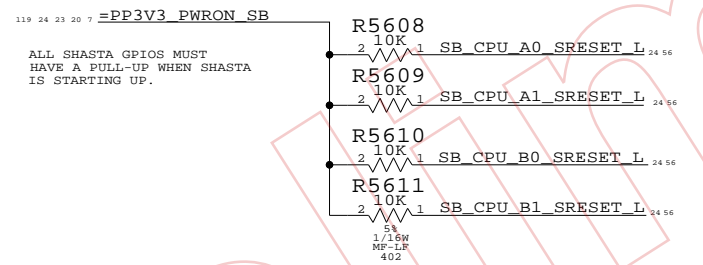 119 24 23 20 7 =PP3V3_PWRON_SB
ALL SHASTA GPIOS MUST
HAVE A PULL-UP WHEN SHASTA
IS STARTING UP.
R5608
10K
2 1 SB_CPU_A0_SRESET_L 24 56
R5609
10K
2 1 SB_CPU_A1_SRESET_L 24 56
R5610
10K
2 1 SB_CPU_B0_SRESET_L 24 56
R5611
10K
2 1 SB_CPU_B1_SRESET_L 24 56
5%
1/16W
MF-LF
402